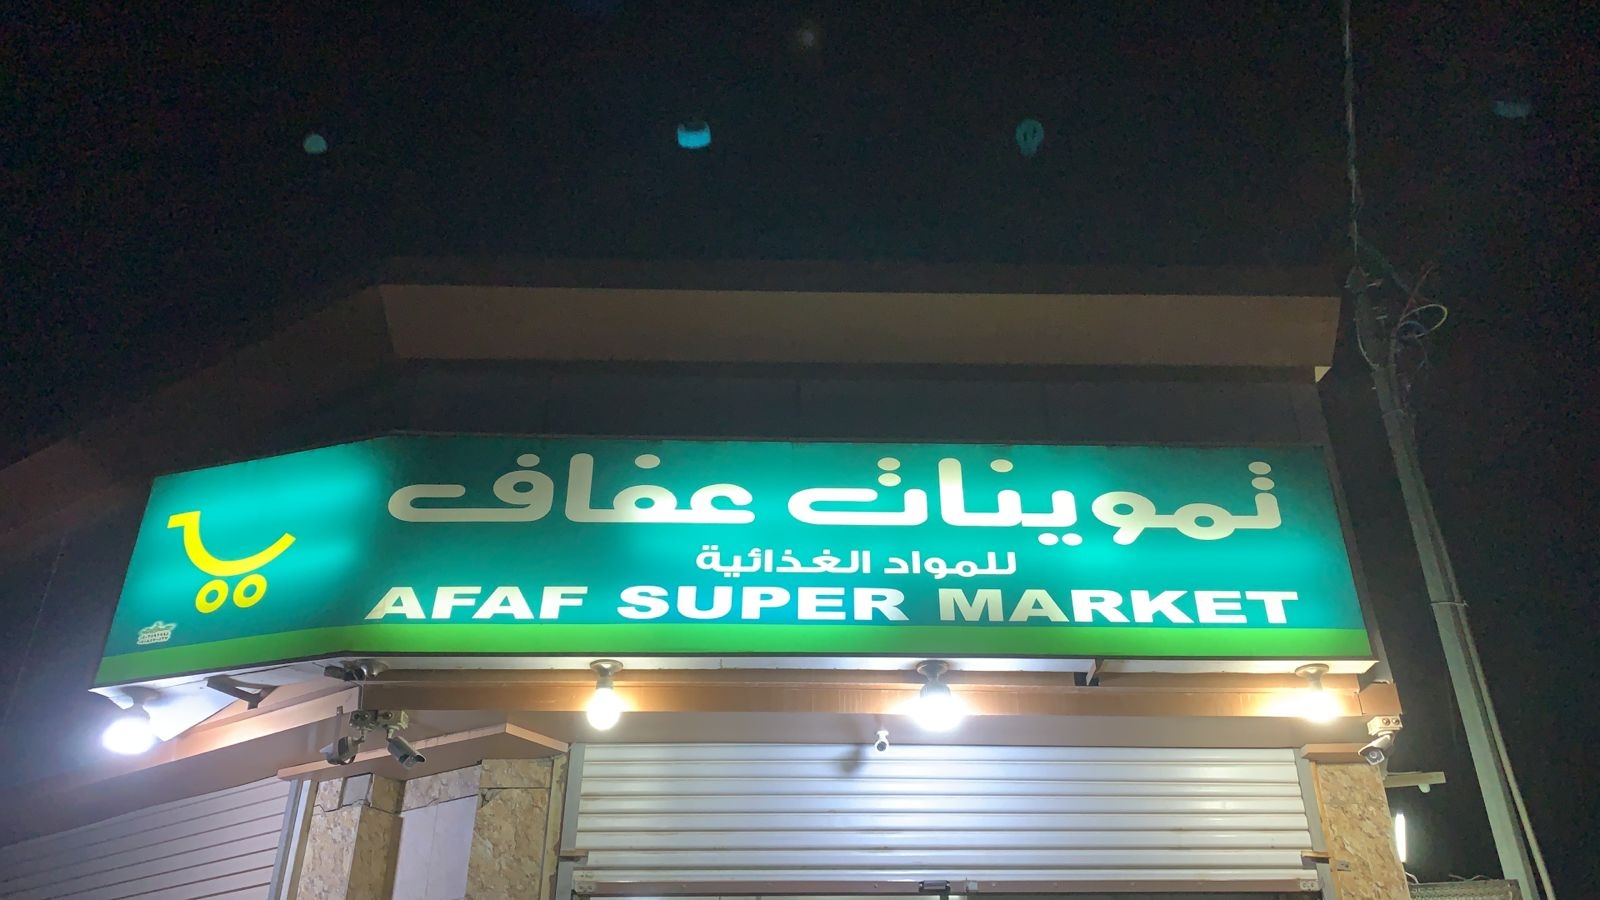 تموينات عفاف
للمواد الغذائية
AFAF SUPER MARKET